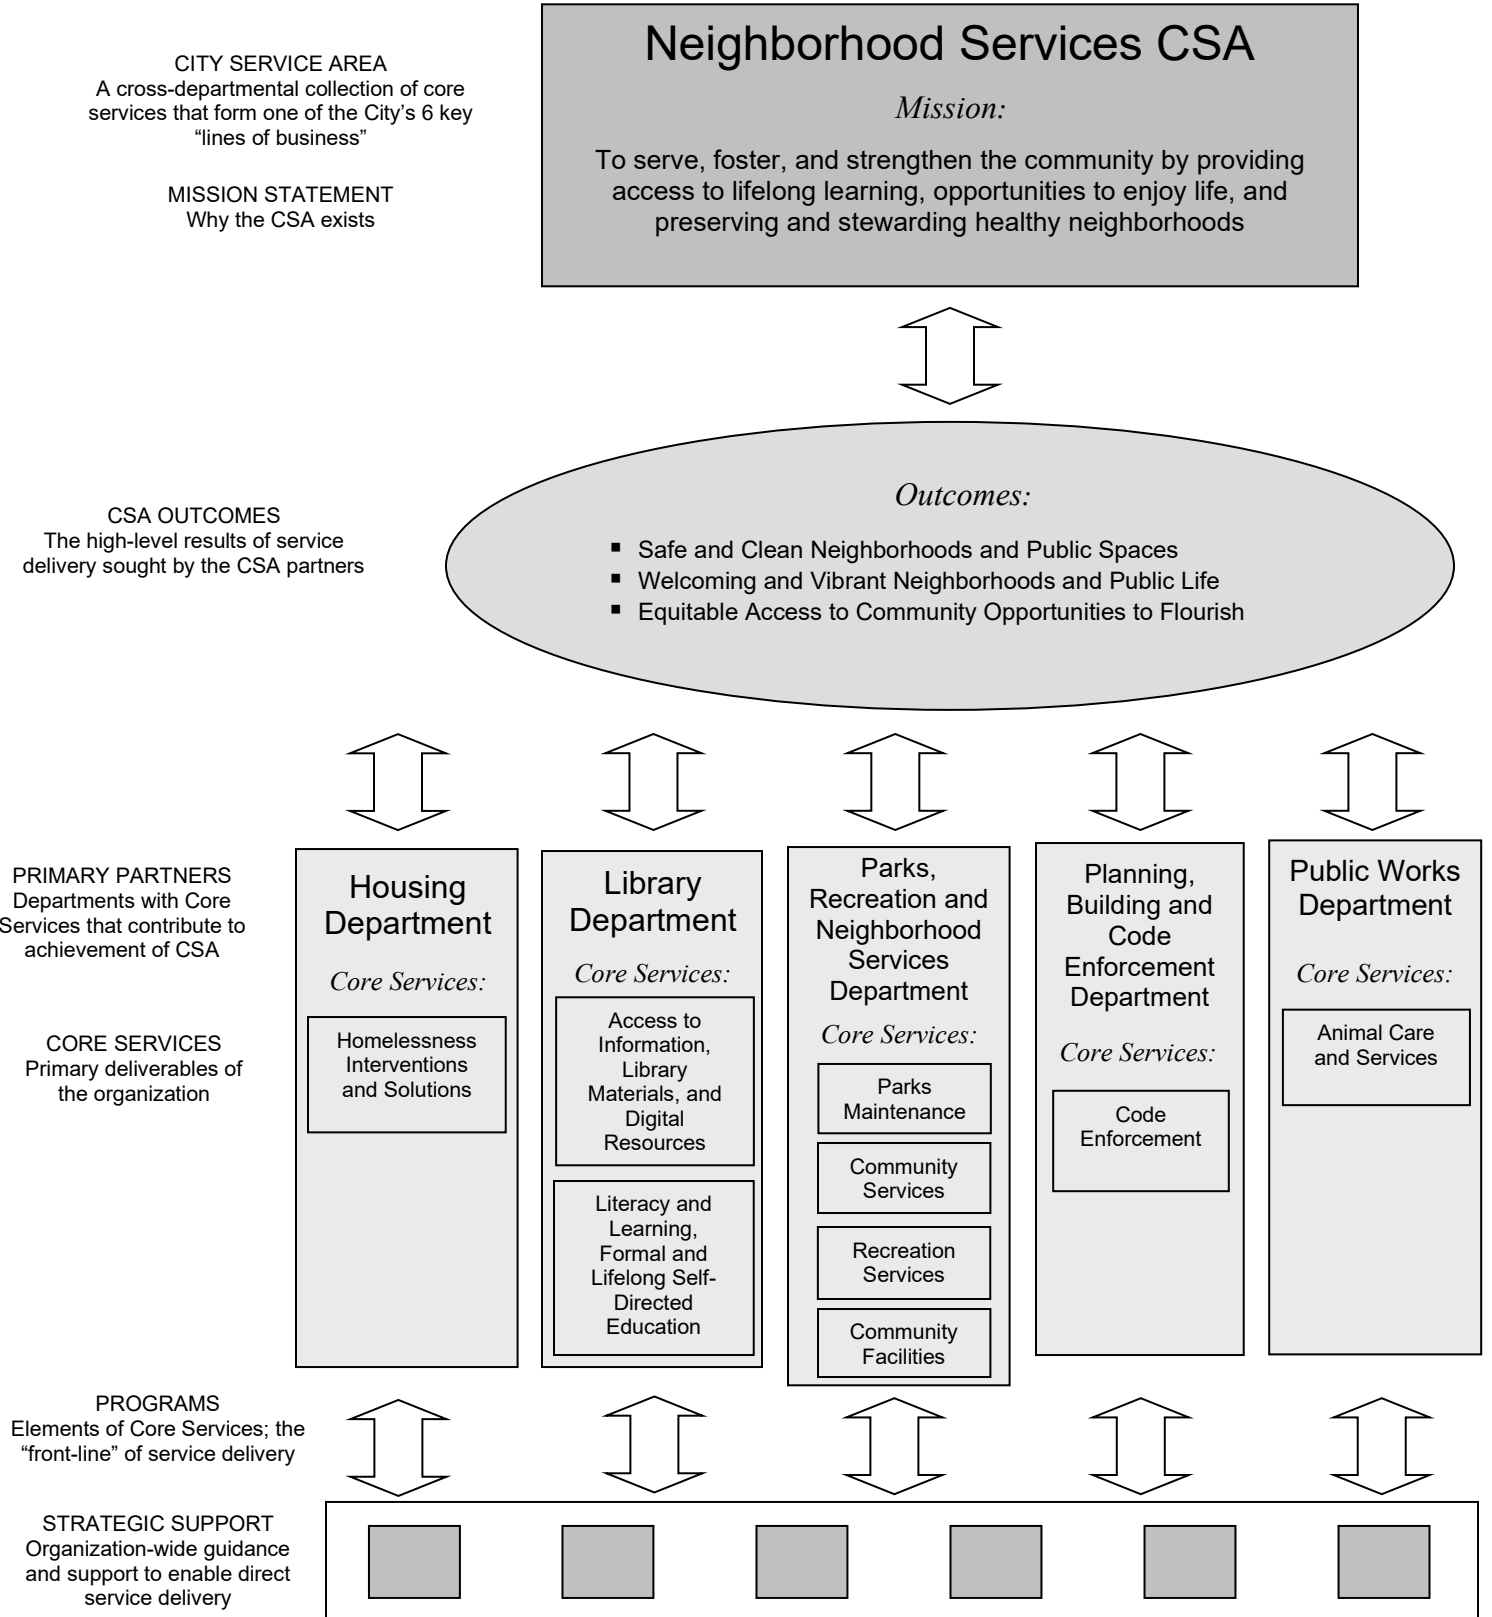 Neighborhood Services CSA
Mission:
To serve, foster, and strengthen the community by providing
access to lifelong learning, opportunities to enjoy life, and
preserving and stewarding healthy neighborhoods
CITY SERVICE AREA
A cross-departmental collection of core
services that form one of the City’s 6 key
“lines of business”
MISSION STATEMENT
Why the CSA exists
CSA OUTCOMES
The high-level results of service
delivery sought by the CSA partners
Outcomes:
▪ Safe and Clean Neighborhoods and Public Spaces
▪ Welcoming and Vibrant Neighborhoods and Public Life
▪ Equitable Access to Community Opportunities to Flourish
PRIMARY PARTNERS
Departments with Core
Services that contribute to
achievement of CSA
CORE SERVICES
Primary deliverables of
the organization
Housing
Department
Core Services:
Homelessness
Interventions
and Solutions
Library
Department
Core Services:
Access to
Information,
Library
Materials, and
Digital
Resources
Literacy and
Learning,
Formal and
Lifelong Self-
Directed
Education
Parks,
Recreation and
Neighborhood
Services
Department
Core Services:
Parks
Maintenance
Community
Services
Recreation
Services
Community
Facilities
Planning,
Building and
Code
Enforcement
Department
Core Services:
Code
Enforcement
Public Works
Department
Core Services:
Animal Care
and Services
PROGRAMS
Elements of Core Services; the
“front-line” of service delivery
STRATEGIC SUPPORT
Organization-wide guidance
and support to enable direct
service delivery